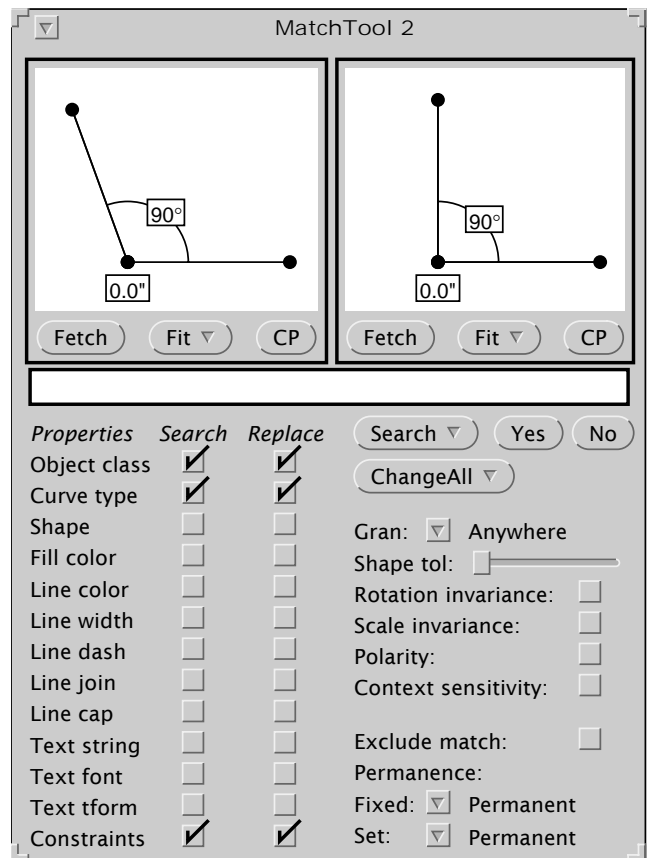 MatchTool 2
90°
0.0"
90°
0.0"
Fetch Fit CP
Fetch Fit CP
Properties Search Replace
Object class
Curve type
Shape
Fill color
Line color
Line width
Line dash
Line join
Line cap
Text string
Text font
Text tform
Constraints
Search Yes No
ChangeAll
Gran: Anywhere
Shape tol:
Rotation invariance:
Scale invariance:
Polarity:
Context sensitivity:
Exclude match:
Permanence:
Fixed: Permanent
Set: Permanent